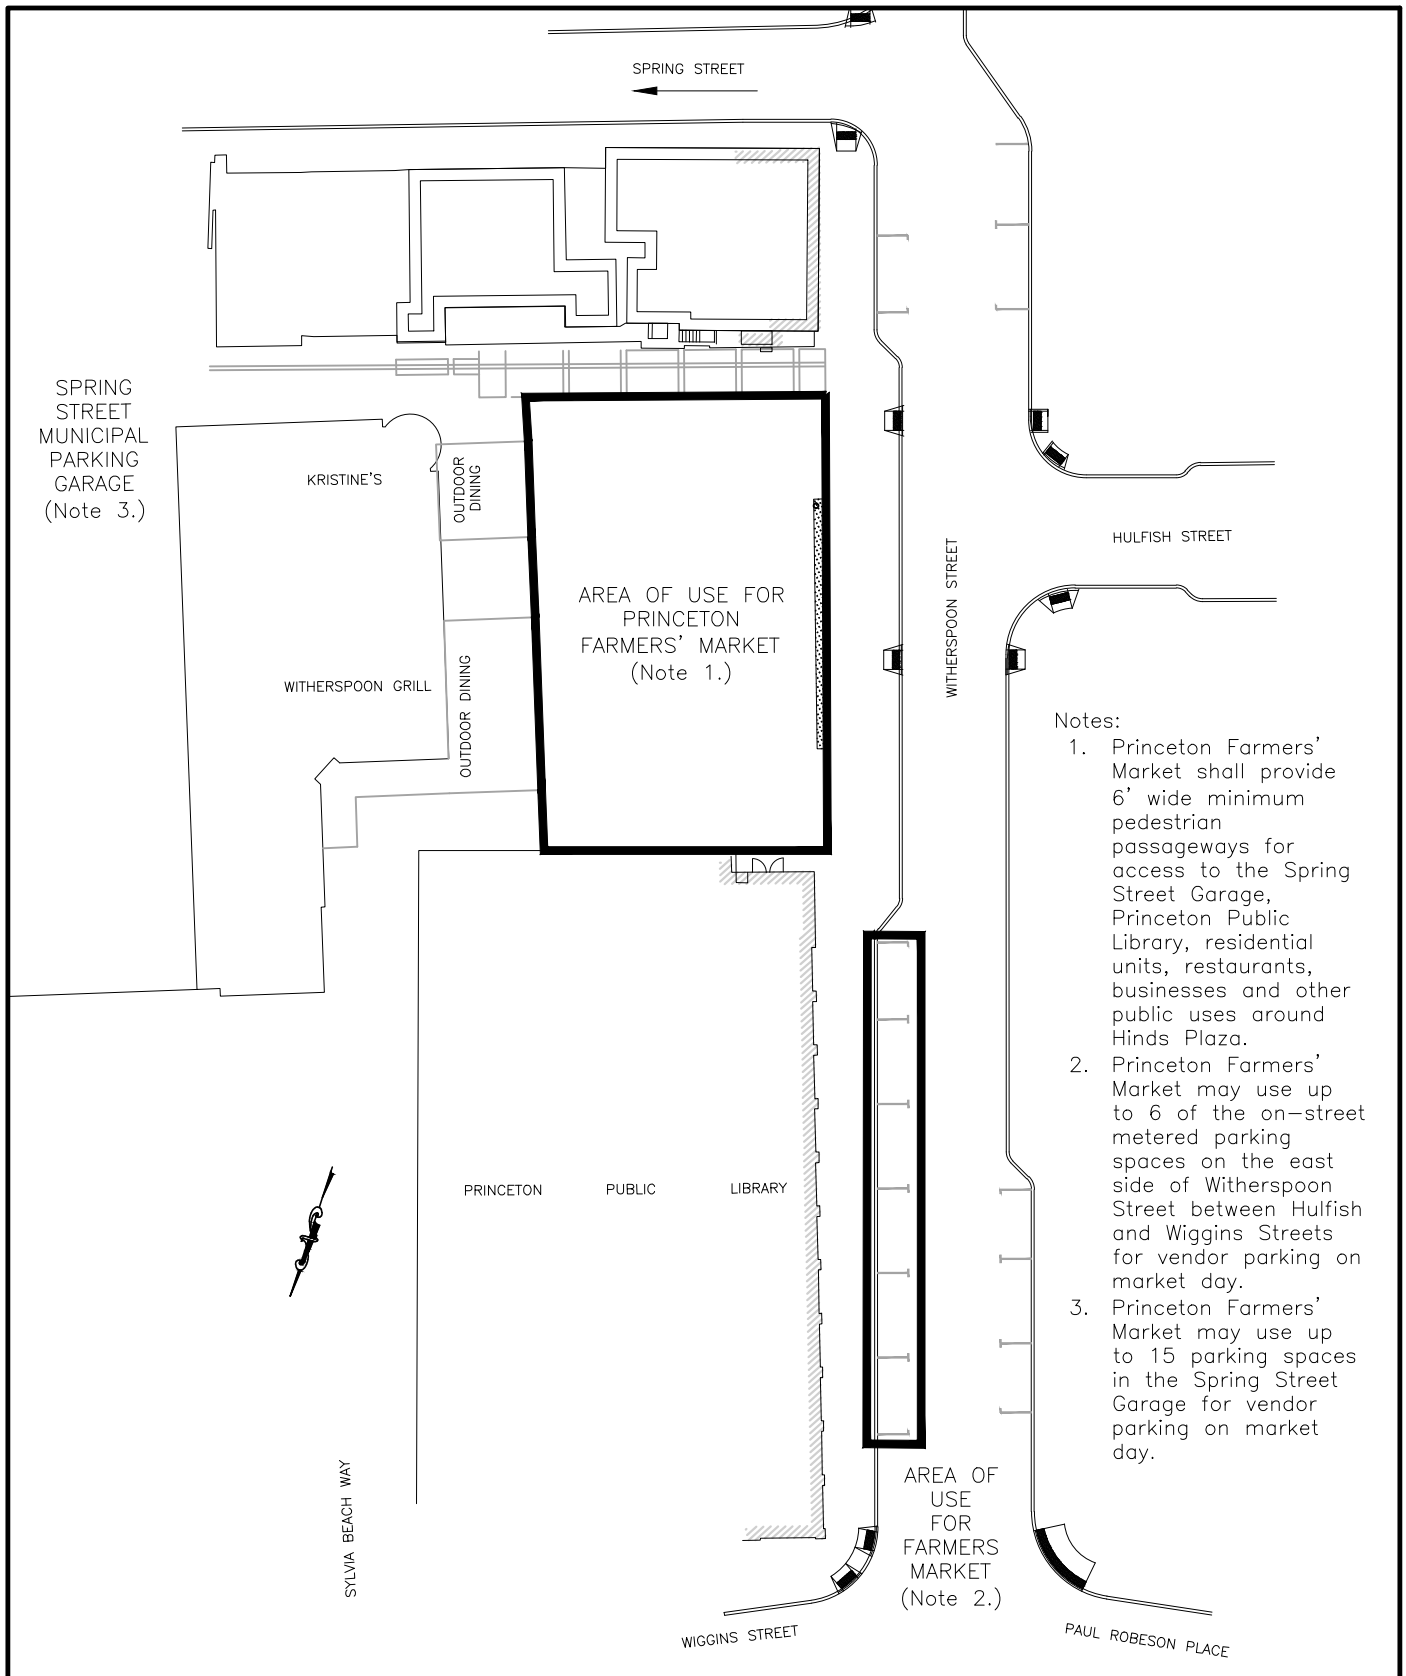 SPRING STREET
SPRING
STREET
MUNICIPAL
PARKING
GARAGE
(Note 3.)
KRISTINE'S
OUTDOOR
DINING
AREA OF USE FOR
PRINCETON
FARMERS' MARKET
(Note 1.)
WITHERSPOON STREET
HULFISH STREET
WITHERSPOON GRILL
OUTDOOR DINING
Notes:
1. Princeton Farmers'
Market shall provide
6' wide minimum
pedestrian
passageways for
access to the Spring
Street Garage,
Princeton Public
Library, residential
units, restaurants,
businesses and other
public uses around
Hinds Plaza.
2. Princeton Farmers'
Market may use up
to 6 of the on-street
metered parking
spaces on the east
side of Witherspoon
Street between Hulfish
and Wiggins Streets
for vendor parking on
market day.
3. Princeton Farmers'
Market may use up
to 15 parking spaces
in the Spring Street
Garage for vendor
parking on market
day.
PRINCETON PUBLIC LIBRARY
SYLVIA BEACH WAY
AREA OF
USE
FOR
FARMERS
MARKET
(Note 2.)
WIGGINS STREET
PAUL ROBESON PLACE